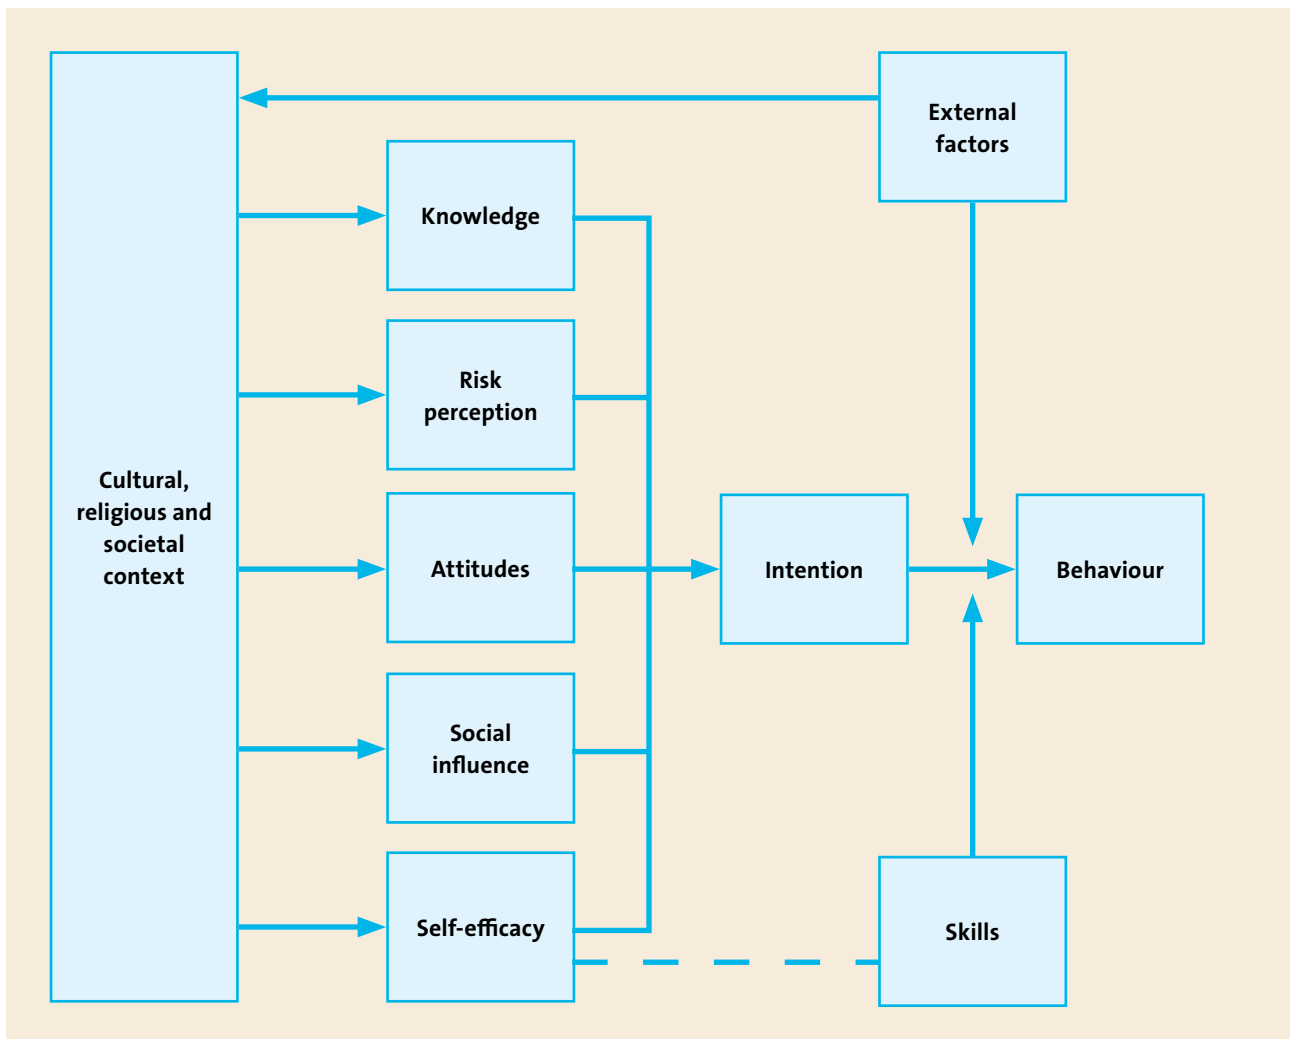 External
factors
Knowledge
Risk
perception
Cultural,
religious and
societal
context
Attitudes
Intention
Behaviour
Social
influence
Self-efficacy
Skills